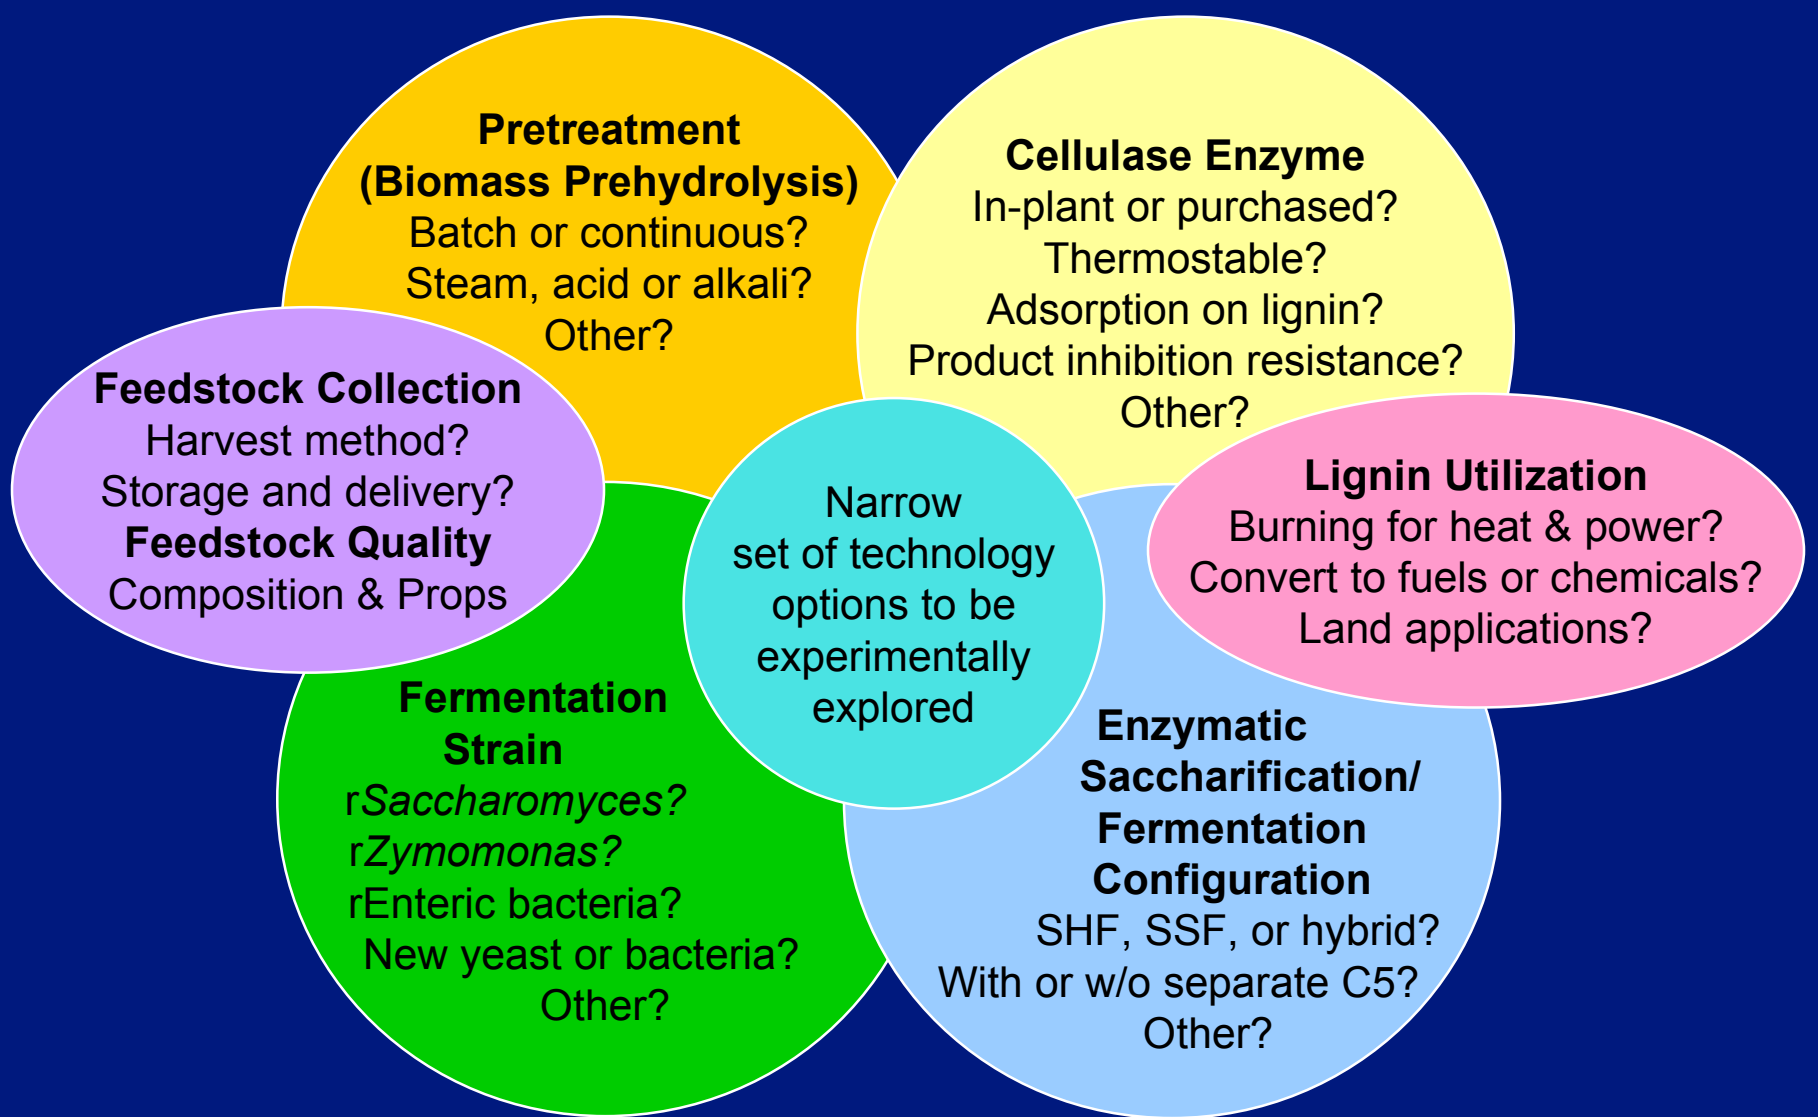 Pretreatment
(Biomass Prehydrolysis)
Batch or continuous?
Steam, acid or alkali?
Other?
Cellulase Enzyme
In-plant or purchased?
Thermostable?
Adsorption on lignin?
Product inhibition resistance?
Other?
Feedstock Collection
Harvest method?
Storage and delivery?
Feedstock Quality
Composition & Props
Narrow
set of technology
options to be
experimentally
explored
Lignin Utilization
Burning for heat & power?
Convert to fuels or chemicals?
Land applications?
Fermentation
Strain
rSaccharomyces?
rZymomonas?
rEnteric bacteria?
New yeast or bacteria?
Other?
Enzymatic
Saccharification/
Fermentation
Configuration
SHF, SSF, or hybrid?
With or w/o separate C5?
Other?